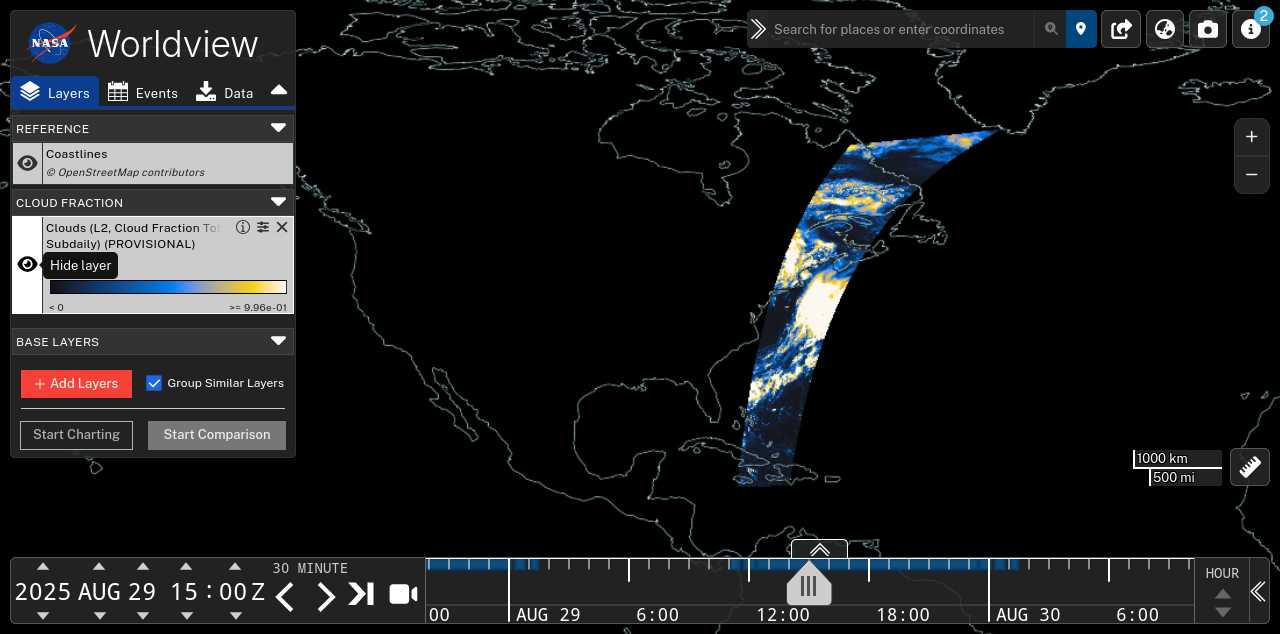 NASA
Worldview
Layers
Events
Data
REFERENCE
Coastlines
© OpenStreetMap contributors
CLOUD FRACTION
Clouds (L2, Cloud Fraction
Subdaily) (PROVISIONAL)
Hide layer
< 0
>= 9.96e-01
BASE LAYERS
+ Add Layers
Group Similar Layers
Start Charting
Start Comparison
Search for places or enter coordinates
2
1000 km
500 mi
2025 AUG 29 15:00Z
30 MINUTE
00
AUG 29
6:00
12:00
18:00
AUG 30
6:00
HOUR